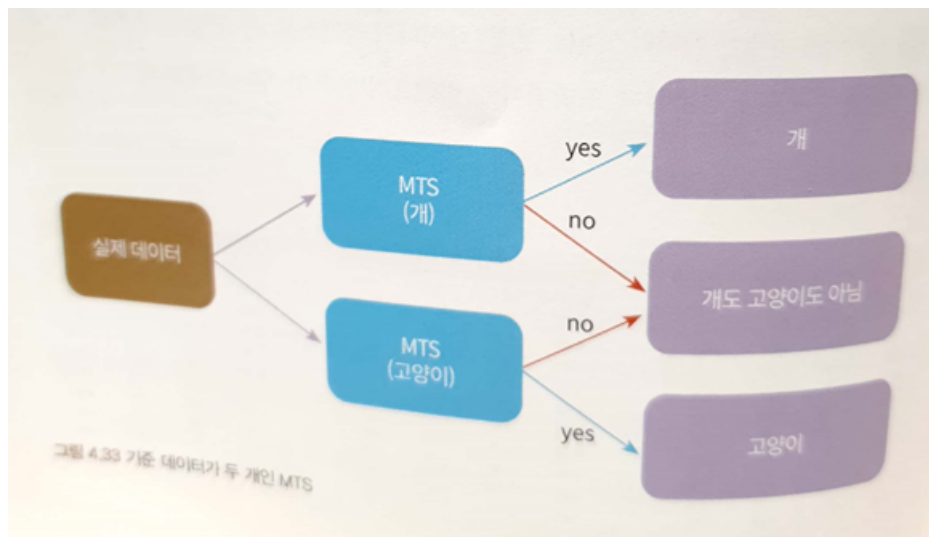 실제 데이터
MTS
(개)
MTS
(고양이)
yes
no
no
yes
개
개도 고양이도 아님
고양이
그림 4.33 기준 데이터가 두 개인 MTS